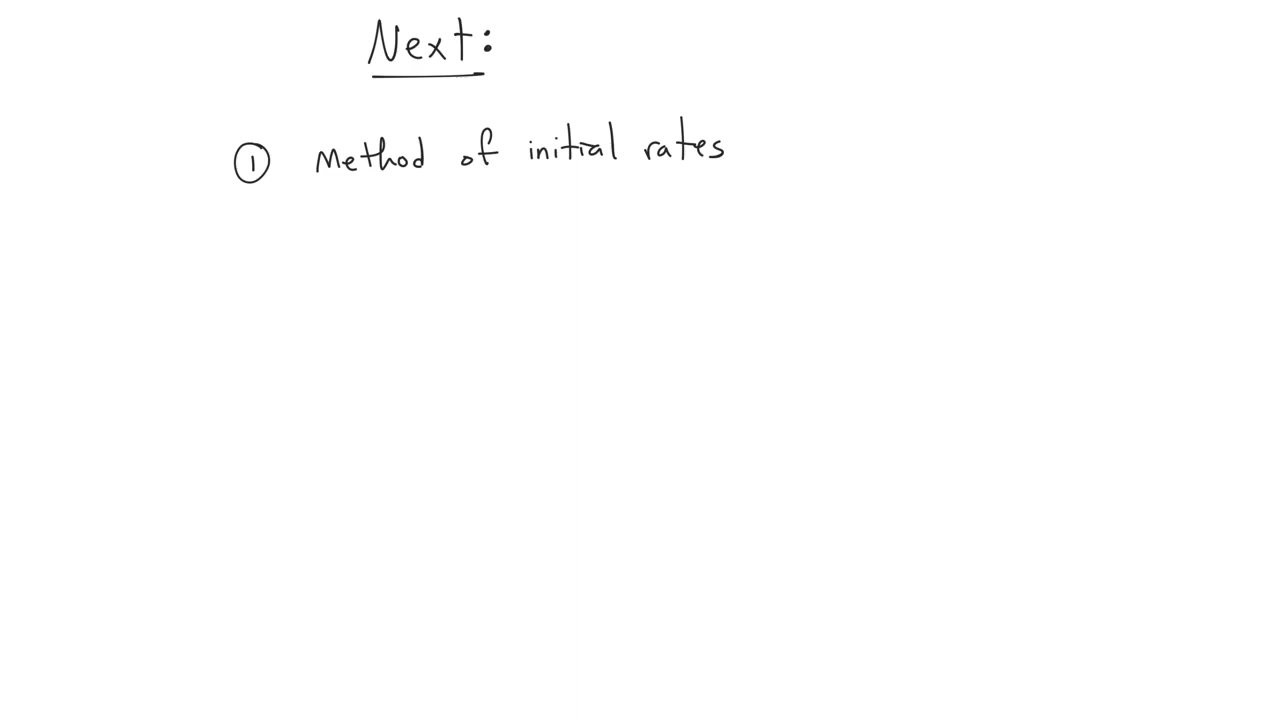 Next:
① Method of initial rates